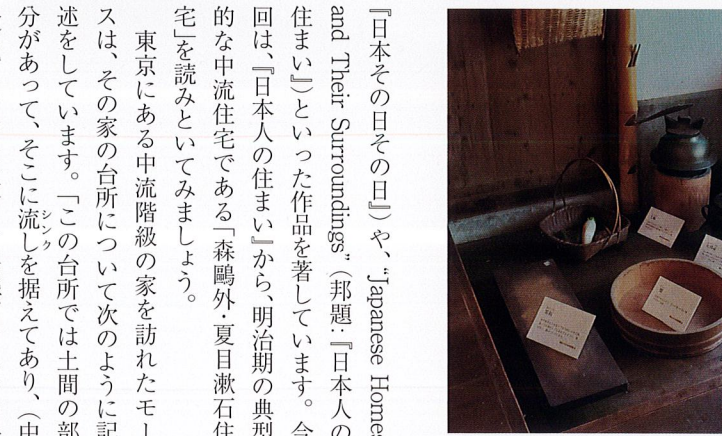 『日本その日その日』）や、“Japanese Homes
and Their Surroundings”（邦題：『日本人の
住まい』）といった作品を著しています。今
回は、『日本人の住まい』から、明治期の典型
的な中流住宅である「森鷗外・夏目漱石住
宅」を読みといてみましょう。
東京にある中流階級の家を訪れたモー
スは、その家の台所について次のように記
述をしています。「この台所では土間の部
分があって、そこに流しシンクを据えてあり、（中